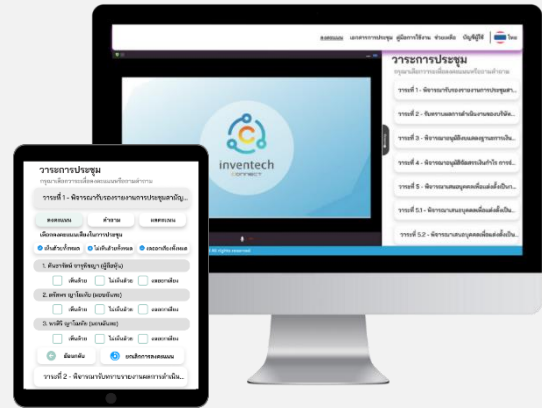 ลงคะแนน เอกสารการประชุม คู่มือการใช้งาน ช่วยเหลือ บัญชีผู้ใช้ ไทย
วาระการประชุม
กรุณาเลือกวาระเพื่อลงคะแนนหรือถามคำถาม
วาระที่ 1 - พิจารณารับรองรายงานการประชุมสา...
วาระที่ 2 - รับทราบผลการดำเนินงานของบริษัท...
วาระที่ 3 - พิจารณาอนุมัติงบแสดงฐานะการเงิน...
วาระที่ 4 - พิจารณาอนุมัติจัดสรรเงินกำไร การจ่...
วาระที่ 5 - พิจารณาเสนอบุคคลเพื่อแต่งตั้งเป็นก...
วาระที่ 5.1 - พิจารณาเสนอบุคคลเพื่อแต่งตั้งเป็น...
วาระที่ 5.2 - พิจารณาเสนอบุคคลเพื่อแต่งตั้งเป็น...
inventech
CONNECT
All rights reserved
วาระการประชุม
กรุณาเลือกวาระเพื่อลงคะแนนหรือถามคำถาม
วาระที่ 1 - พิจารณารับรองรายงานการประชุมสามัญ...
ลงคะแนน คำถาม ผลคะแนน
เลือกลงคะแนนเสียงในการประชุม
เห็นด้วยทั้งหมด ไม่เห็นด้วยทั้งหมด งดออกเสียงทั้งหมด
เห็นด้วย ไม่เห็นด้วย งดออกเสียง
เห็นด้วย ไม่เห็นด้วย งดออกเสียง
เห็นด้วย ไม่เห็นด้วย งดออกเสียง
ย้อนกลับ ยกเลิกการลงคะแนน
วาระที่ 2 - พิจารณารับทราบรายงานผลการดำเนิน...